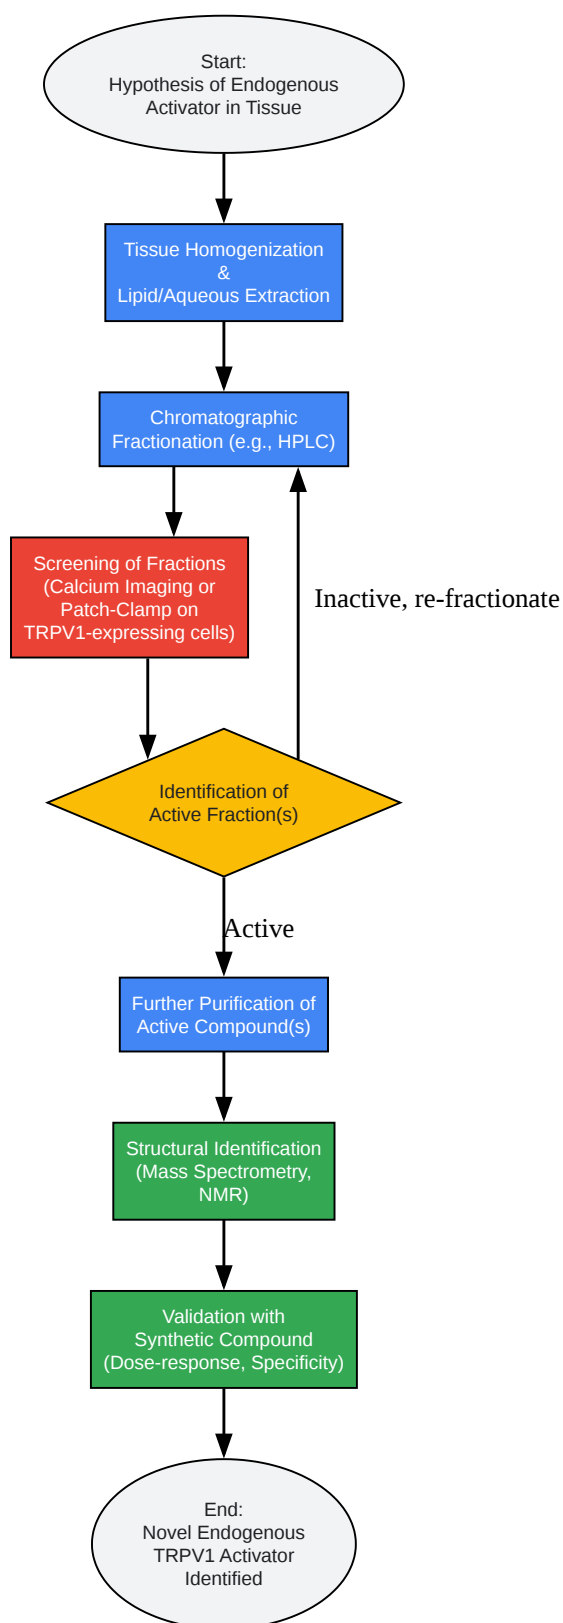 Start:
Hypothesis of Endogenous
Activator in Tissue
Tissue Homogenization
&
Lipid/Aqueous Extraction
Chromatographic
Fractionation (e.g., HPLC)
Screening of Fractions
(Calcium Imaging or
Patch-Clamp on
TRPV1-expressing cells)
Inactive, re-fractionate
Identification of
Active Fraction(s)
Active
Further Purification of
Active Compound(s)
Structural Identification
(Mass Spectrometry,
NMR)
Validation with
Synthetic Compound
(Dose-response, Specificity)
End:
Novel Endogenous
TRPV1 Activator
Identified